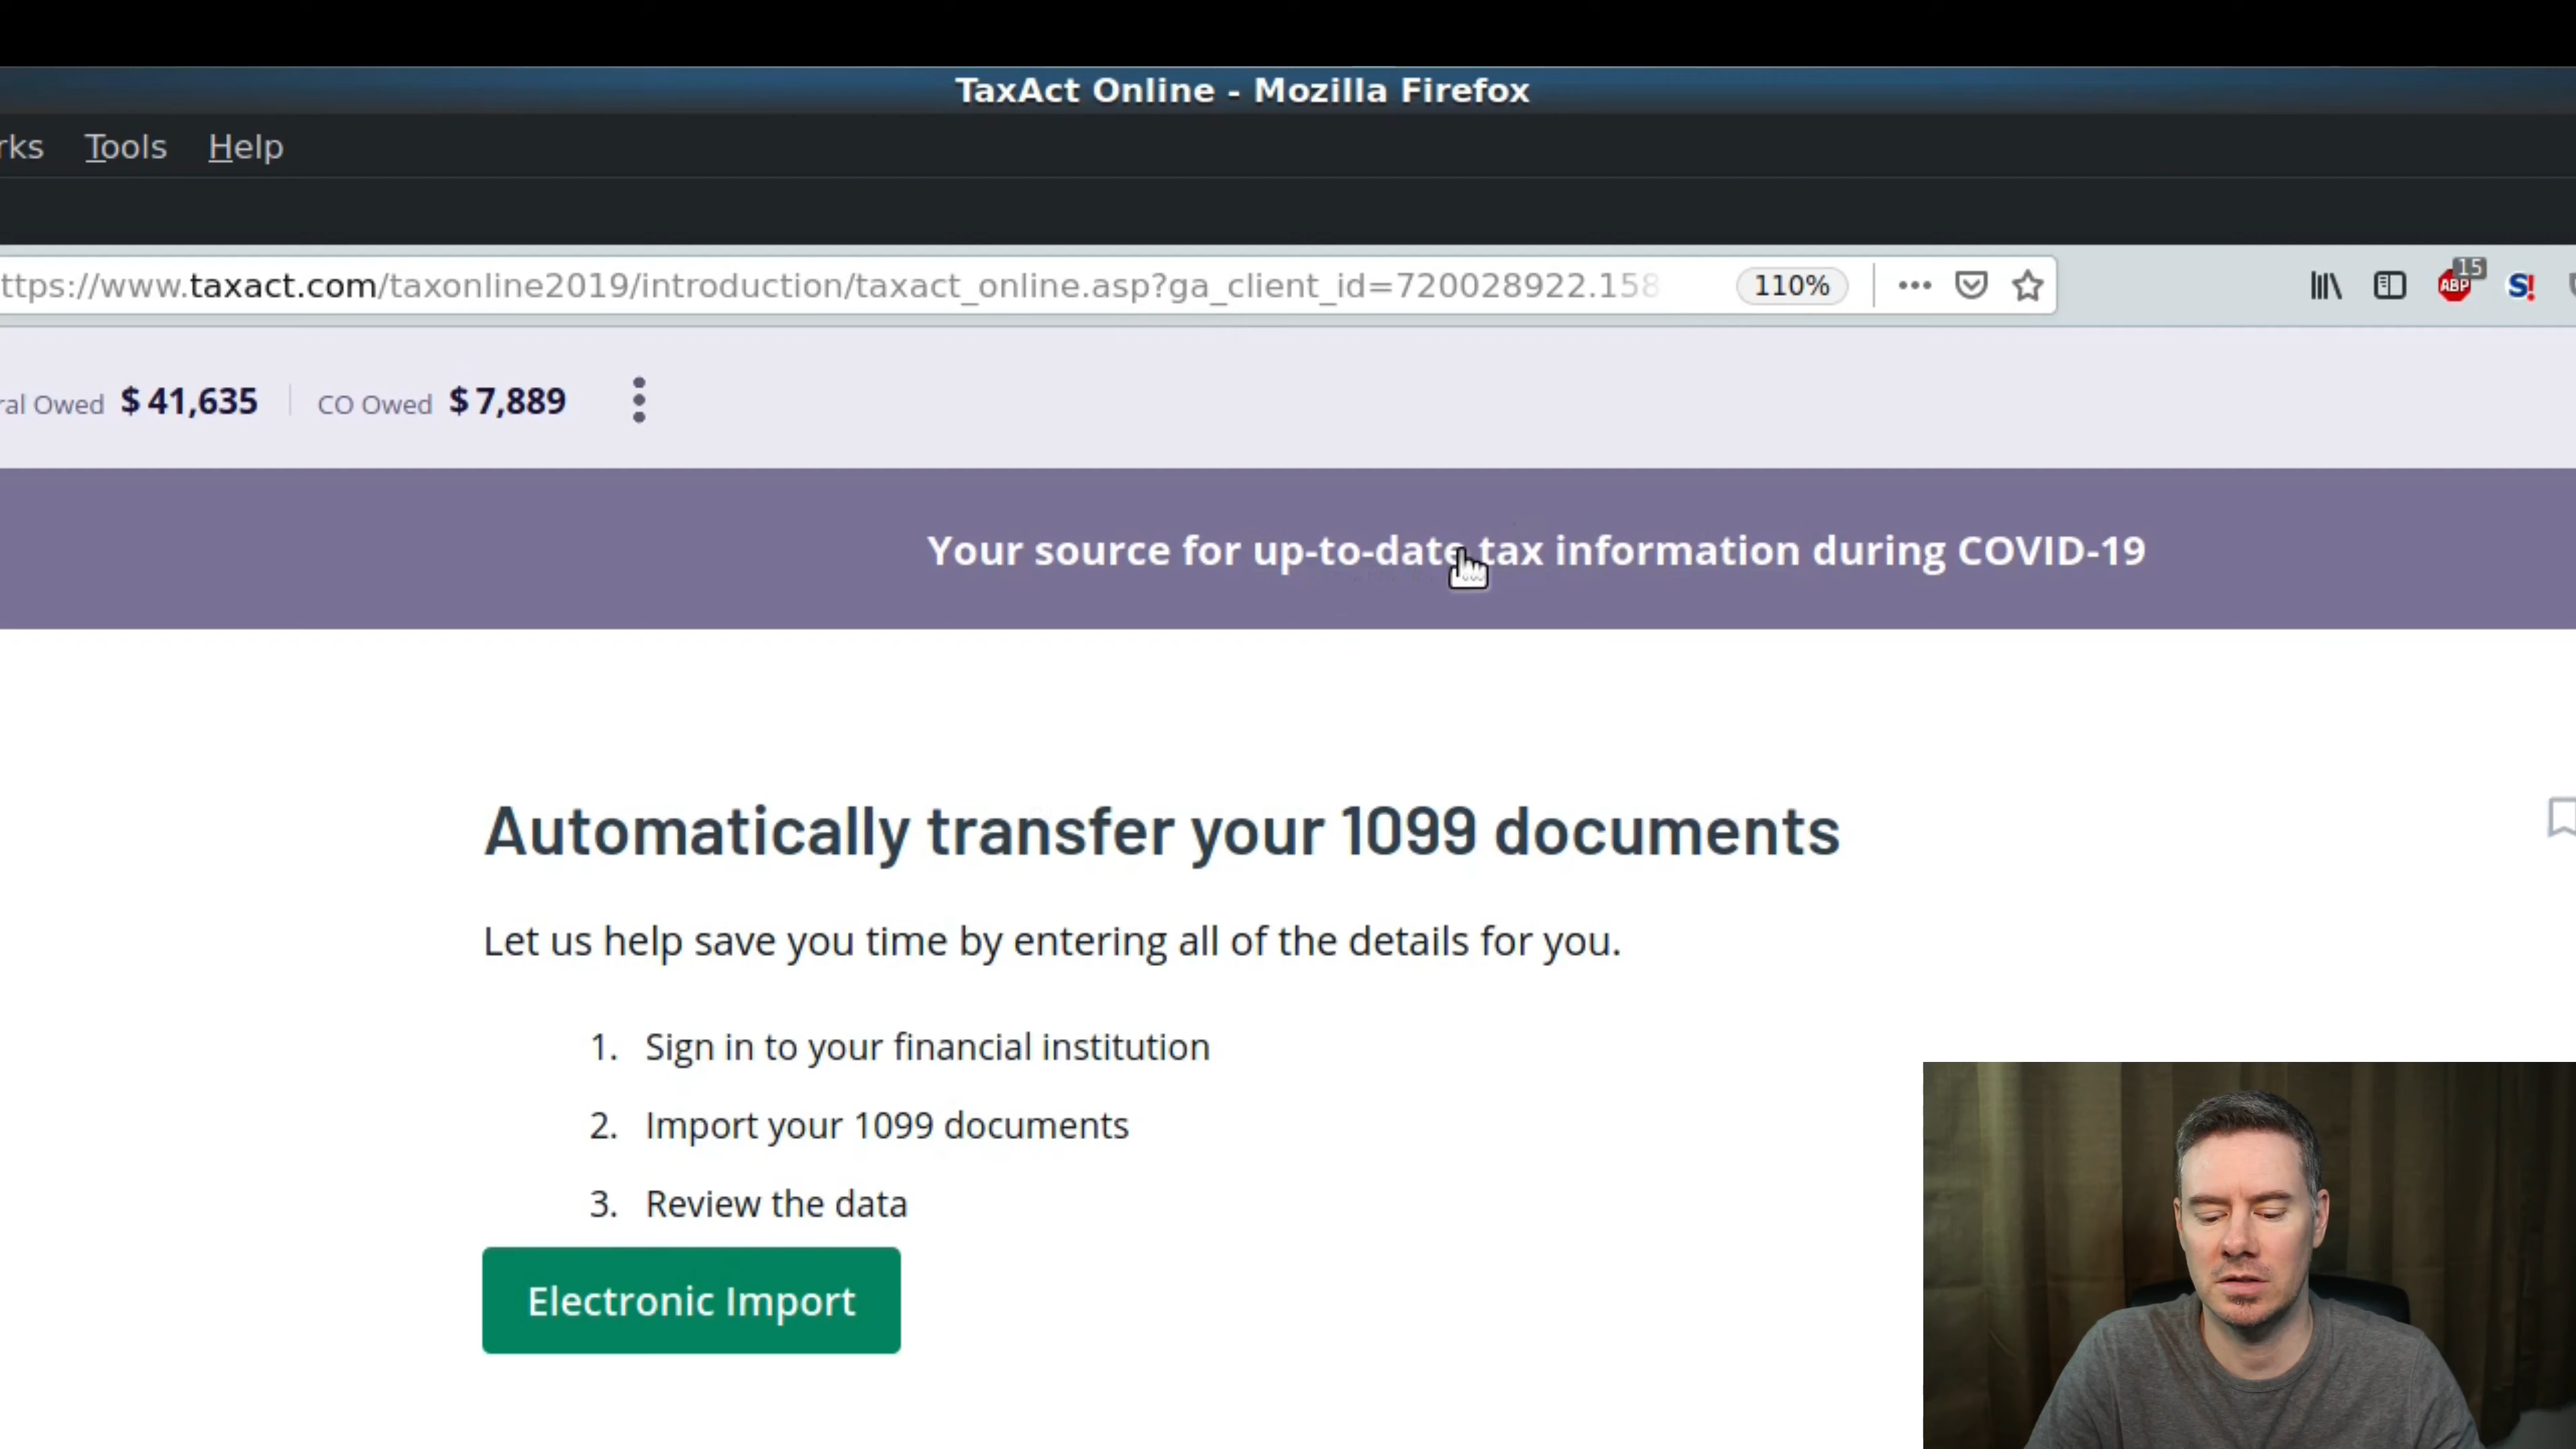 TaxAct Online - Mozilla Firefox
rks Tools Help
ttps://www.taxact.com/taxonline2019/introduction/taxact_online.asp?ga_client_id=720028922.158 110% ABP 15 S!
ral Owed $ 41,635 CO Owed $ 7,889
Your source for up-to-date tax information during COVID-19
Automatically transfer your 1099 documents
Let us help save you time by entering all of the details for you.
1. Sign in to your financial institution
2. Import your 1099 documents
3. Review the data
Electronic Import